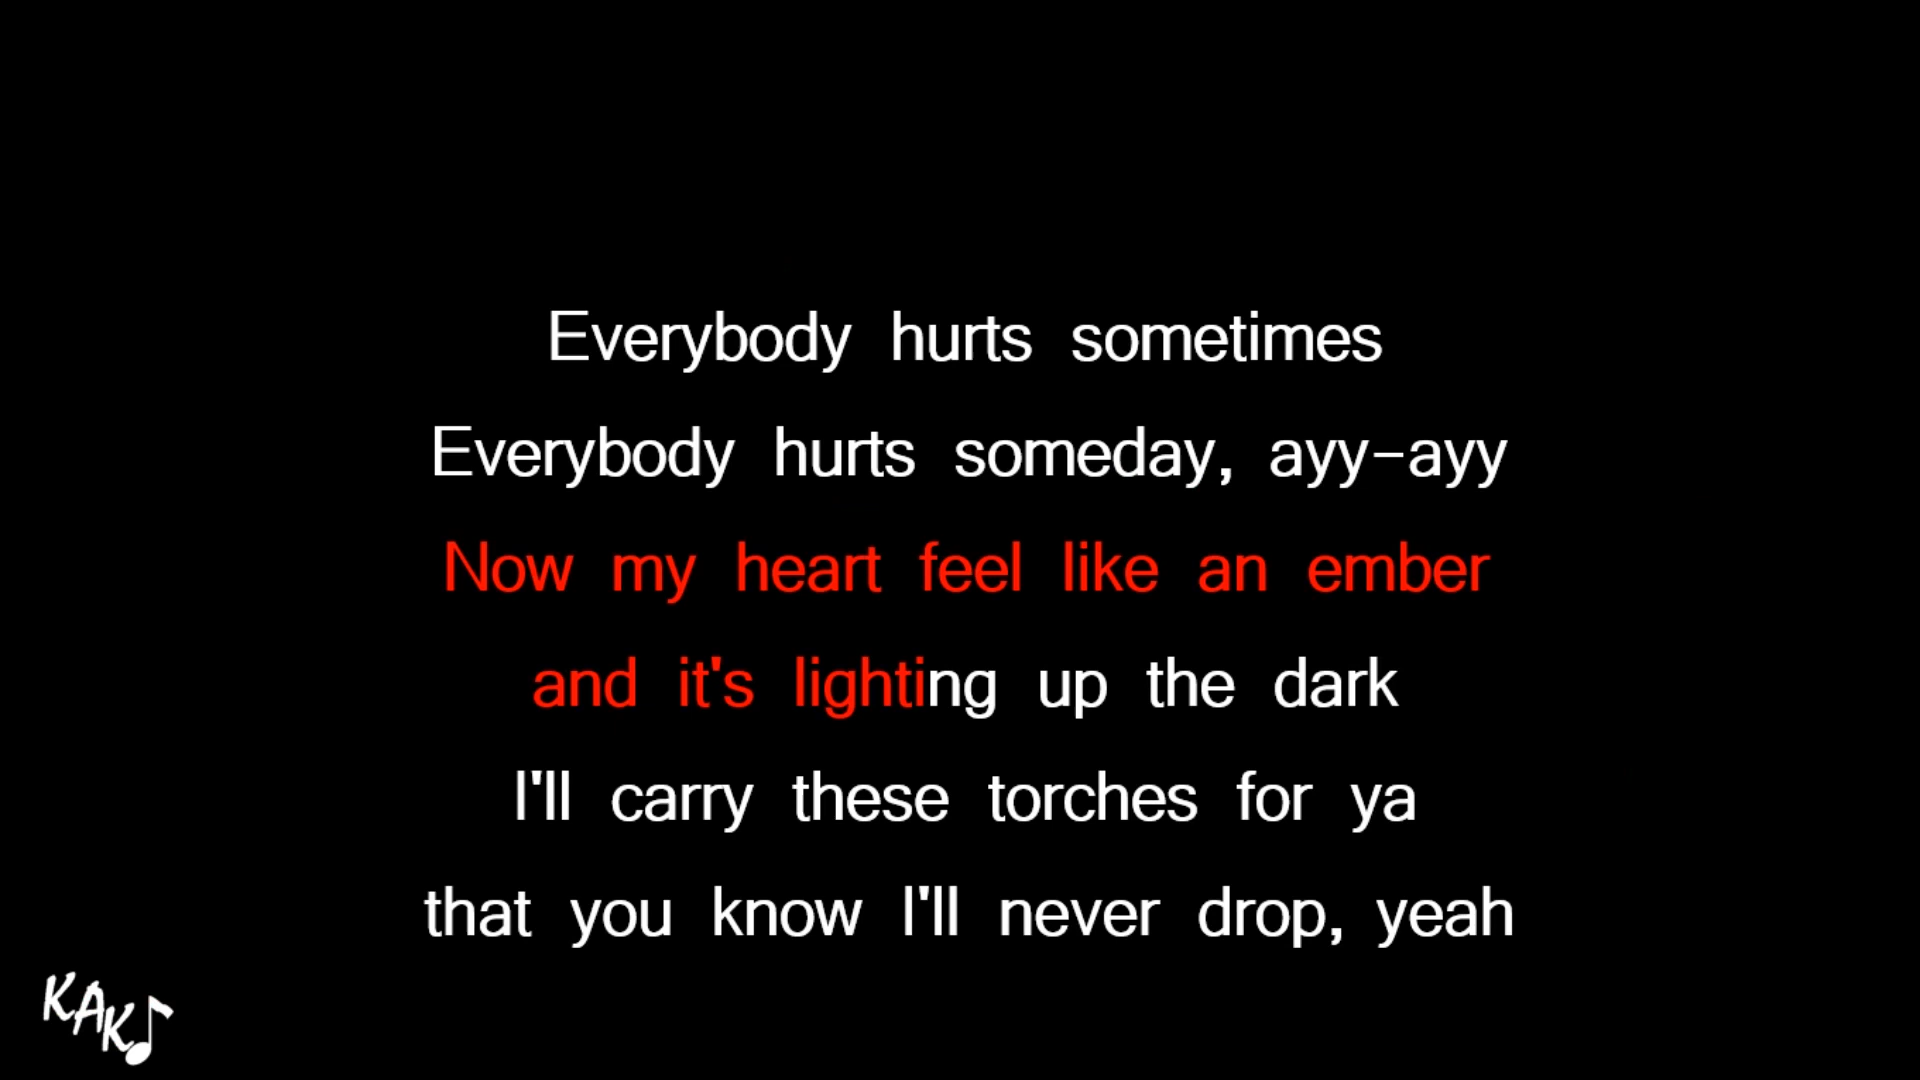 Everybody hurts sometimes
Everybody hurts someday, ayy-ayy
Now my heart feel like an ember
and it's lighting up the dark
I'll carry these torches for ya
that you know I'll never drop, yeah
KAK